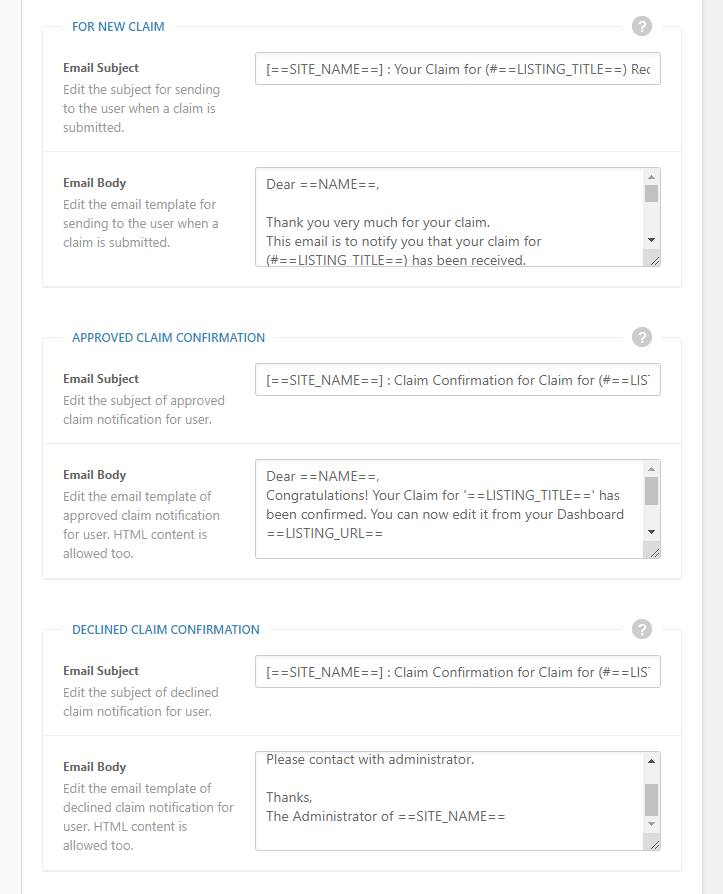 FOR NEW CLAIM
?
Email Subject
Edit the subject for sending
to the user when a claim is
submitted.
[==SITE_NAME==] : Your Claim for (#==LISTING_TITLE==) Rec
Email Body
Edit the email template for
sending to the user when a
claim is submitted.
Dear ==NAME==,
Thank you very much for your claim.
This email is to notify you that your claim for
(#==LISTING_TITLE==) has been received.
APPROVED CLAIM CONFIRMATION
?
Email Subject
Edit the subject of approved
claim notification for user.
[==SITE_NAME==] : Claim Confirmation for Claim for (#==LIST
Email Body
Edit the email template of
approved claim notification
for user. HTML content is
allowed too.
Dear ==NAME==,
Congratulations! Your Claim for '==LISTING_TITLE==' has
been confirmed. You can now edit it from your Dashboard
==LISTING_URL==
DECLINED CLAIM CONFIRMATION
?
Email Subject
Edit the subject of declined
claim notification for user.
[==SITE_NAME==] : Claim Confirmation for Claim for (#==LIST
Email Body
Edit the email template of
declined claim notification for
user. HTML content is
allowed too.
Please contact with administrator.
Thanks,
The Administrator of ==SITE_NAME==